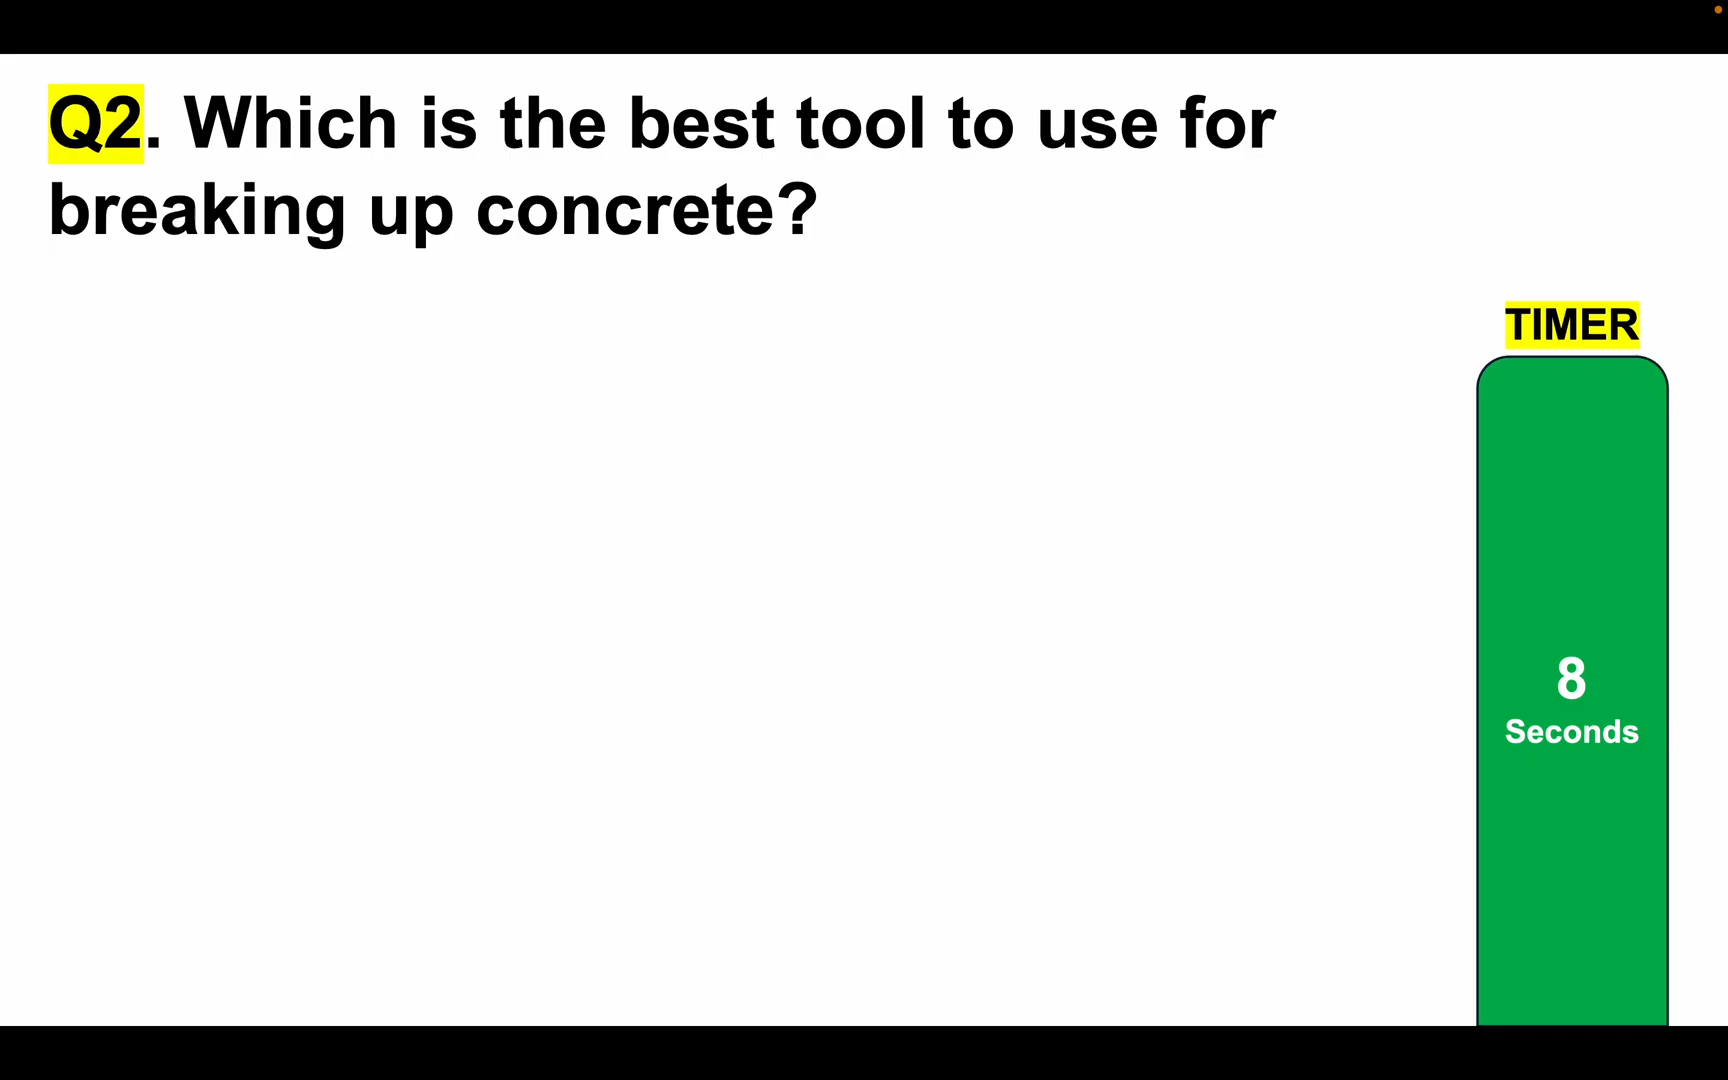 Q2. Which is the best tool to use for
breaking up concrete?
TIMER
8
Seconds